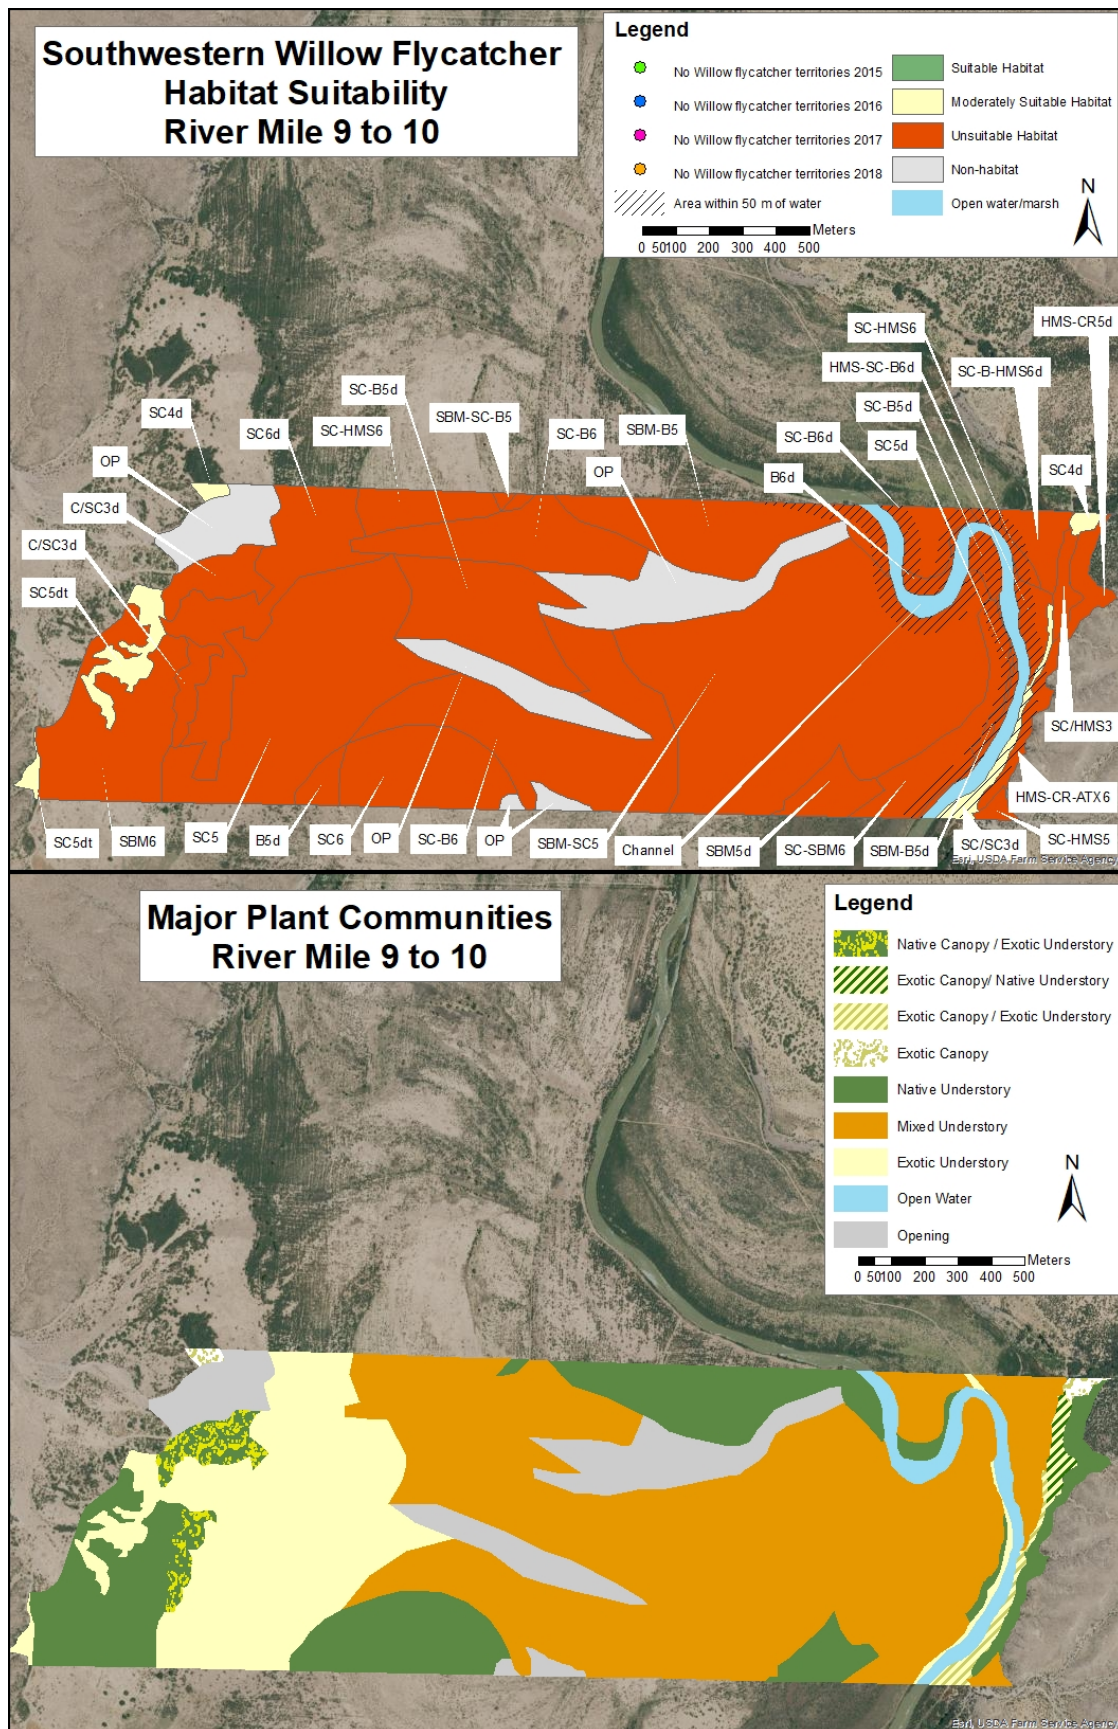 Southwestern Willow Flycatcher
Habitat Suitability
River Mile 9 to 10
Legend
No Willow flycatcher territories 2015
No Willow flycatcher territories 2016
No Willow flycatcher territories 2017
No Willow flycatcher territories 2018
Area within 50 m of water
Suitable Habitat
Moderately Suitable Habitat
Unsuitable Habitat
Non-habitat
Open water/marsh
N
Meters
0 50100 200 300 400 500
SC-HMS6
HMS-CR5d
HMS-SC-B6d
SC-B-HMS6d
SC-B5d
SC-B5d
SC4d
SBM-SC-B5
SC6d
SC-HMS6
SC-B6
SBM-B5
SC-B6d
SC5d
OP
OP
B6d
SC4d
C/SC3d
C/SC3d
SC5dt
SC/HMS3
HMS-CR-ATX6
SC5dt
SBM6
SC5
B5d
SC6
OP
SC-B6
OP
SBM-SC5
Channel
SBM5d
SC-SBM6
SBM-B5d
SC/SC3d
SC-HMS5
Esri, USDA Farm Service Agency
Major Plant Communities
River Mile 9 to 10
Legend
Native Canopy / Exotic Understory
Exotic Canopy/ Native Understory
Exotic Canopy / Exotic Understory
Exotic Canopy
Native Understory
Mixed Understory
Exotic Understory
Open Water
Opening
N
Meters
0 50100 200 300 400 500
Esri, USDA Farm Service Agency